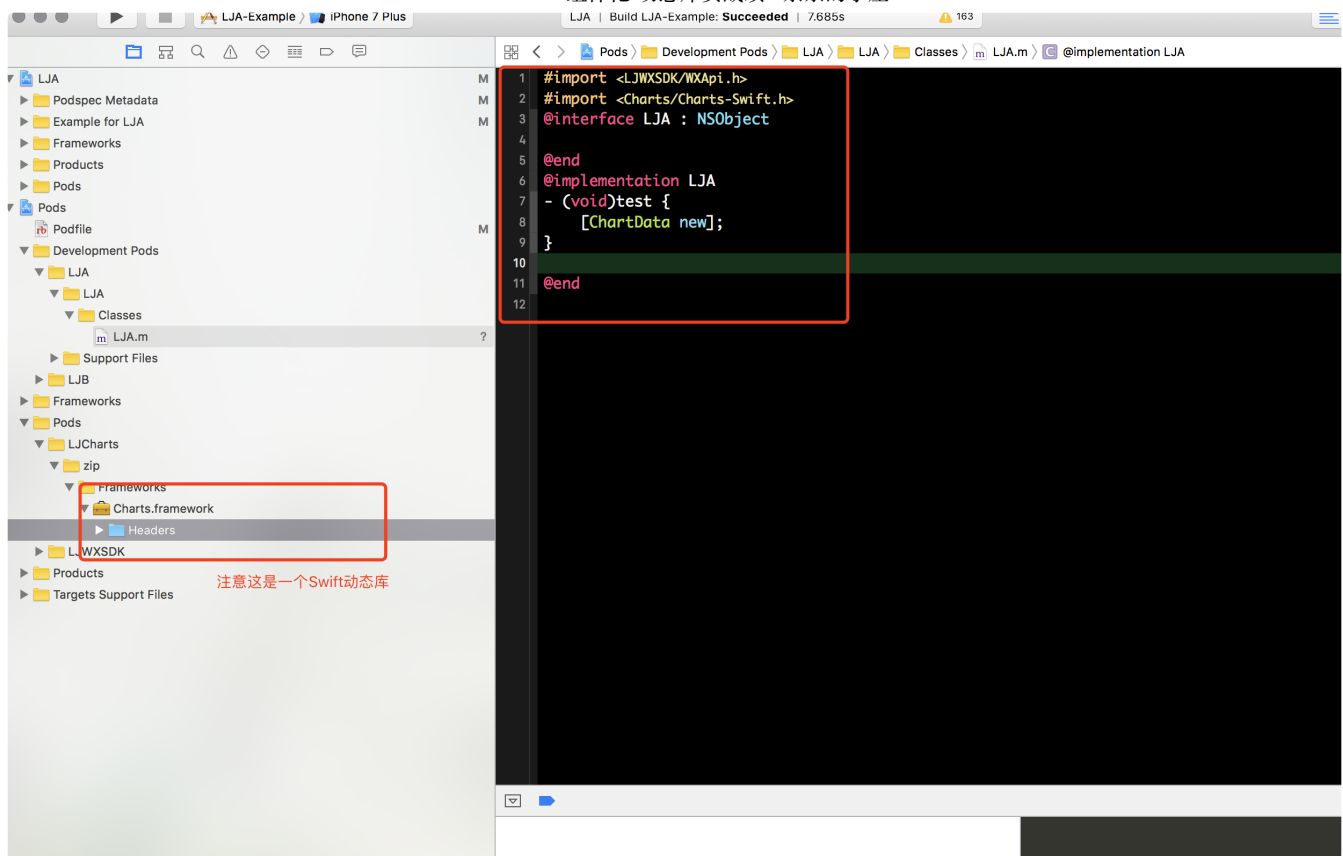 LJA-Example 〉 iPhone 7 Plus
LJA | Build LJA-Example: Succeeded | 7.685s
163
Pods 〉 Development Pods 〉 LJA 〉 LJA 〉 Classes 〉 m LJA.m 〉 C @implementation LJA
LJA M
Podspec Metadata M
Example for LJA M
Frameworks
Products
Pods
Pods
rb Podfile M
Development Pods
LJA
LJA
Classes
m LJA.m ?
Support Files
LJB
Frameworks
Pods
LJCharts
zip
Frameworks
Charts.framework
Headers
LJWXSDK
Products
Targets Support Files
注意这是一个Swift动态库
1 #import <LJWXSDK/WXApi.h>
2 #import <Charts/Charts-Swift.h>
3 @interface LJA : NSObject
4
5 @end
6 @implementation LJA
7 - (void)test {
8 [ChartData new];
9 }
10
11 @end
12